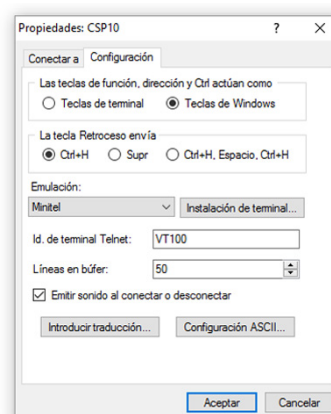 Propiedades: CSP10 ? X
Conectar a Configuración
Las teclas de función, dirección y Ctrl actúan como
Teclas de terminal Teclas de Windows
La tecla Retroceso envía
Ctrl+H Supr Ctrl+H, Espacio, Ctrl+H
Emulación:
Minitel Instalación de terminal...
Id. de terminal Telnet: VT100
Líneas en búfer: 50
Emitir sonido al conectar o desconectar
Introducir traducción... Configuración ASCII...
Aceptar Cancelar